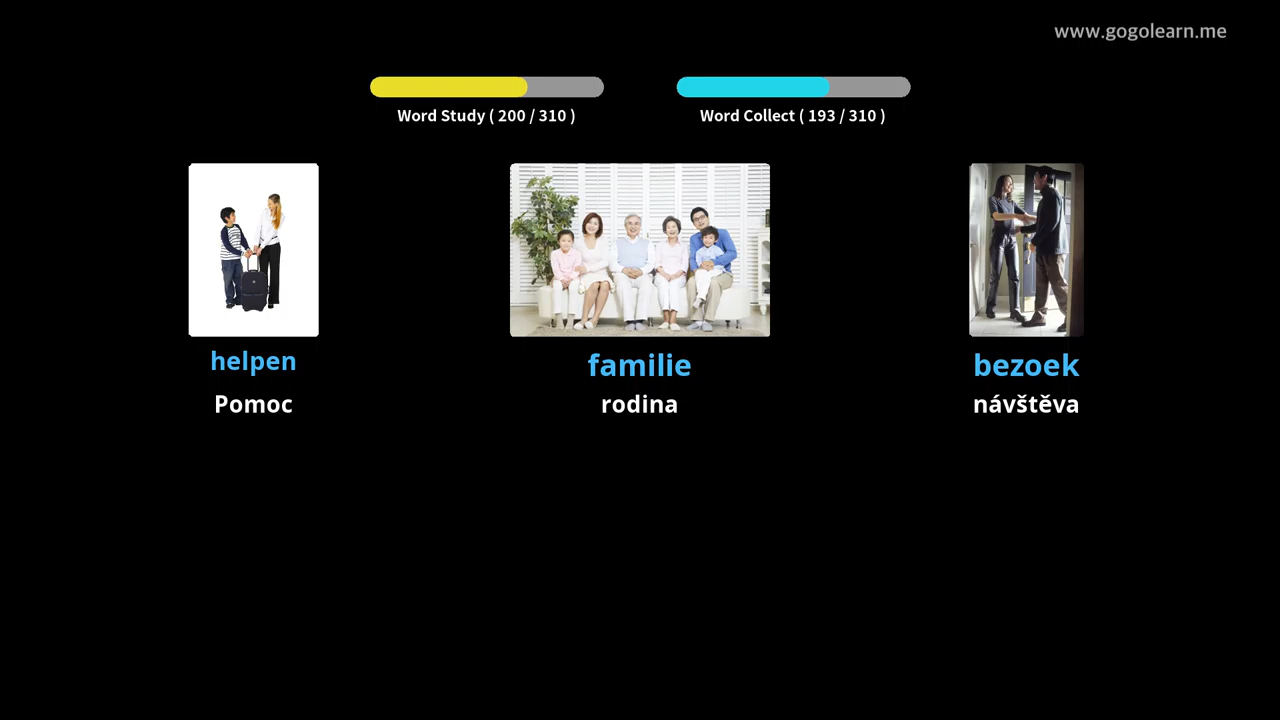 www.gogolearn.me
Word Study ( 200 / 310 )
Word Collect ( 193 / 310 )
helpen
familie
bezoek
Pomoc
rodina
návštěva